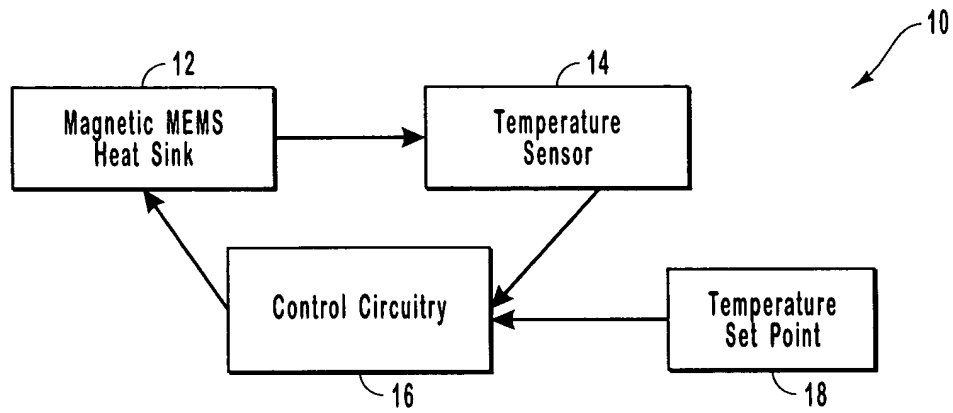 10
12
14
Magnetic MEMS
Heat Sink
Temperature
Sensor
Control Circuitry
Temperature
Set Point
16
18